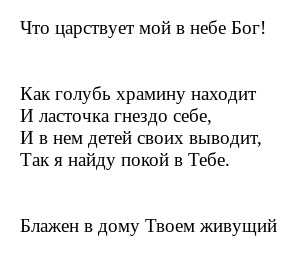 Что царствует мой в небе Бог!
Как голубь храмину находит
И ласточка гнездо себе,
И в нем детей своих выводит,
Так я найду покой в Тебе.
Блажен в дому Твоем живущий